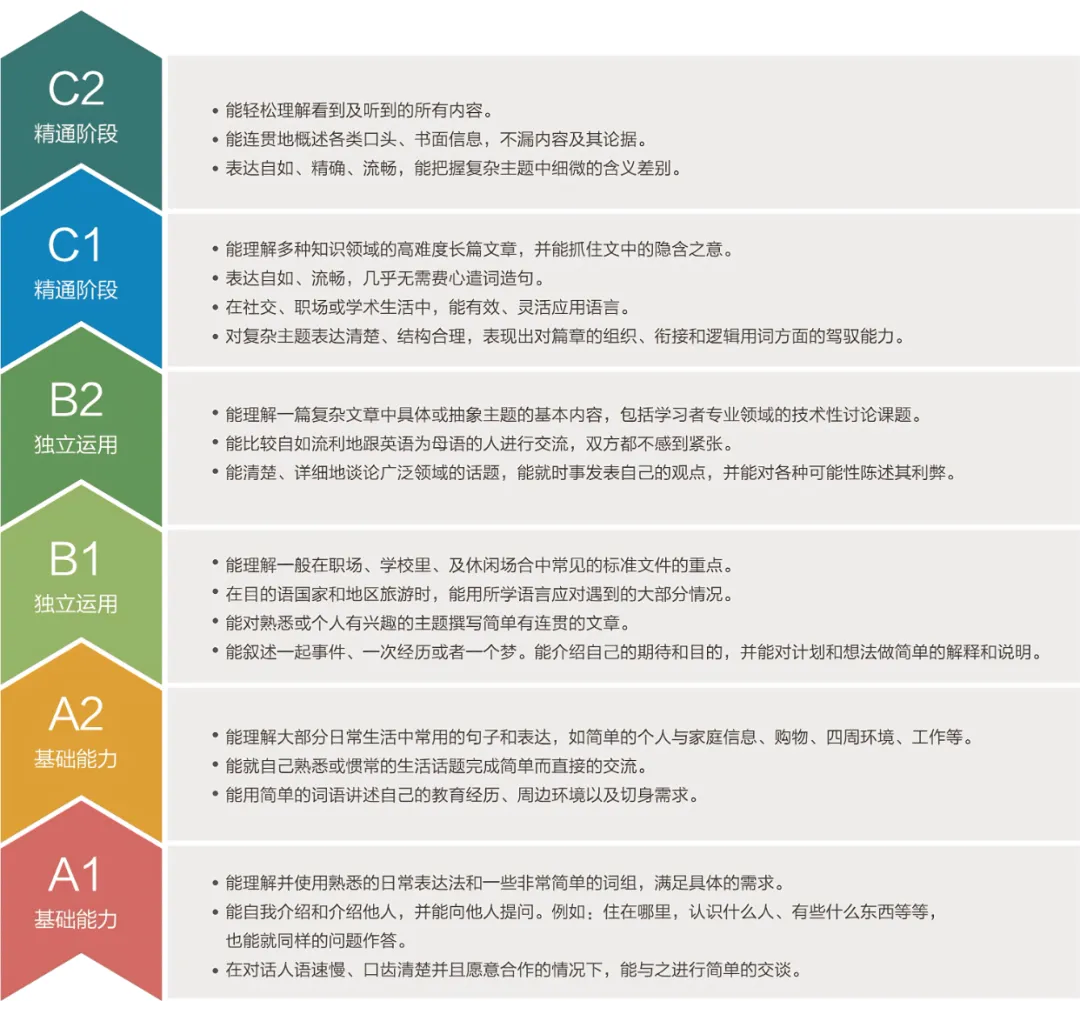 C2
精通阶段
• 能轻松理解看到及听到的所有内容。
• 能连贯地概述各类口头、书面信息，不漏内容及其论据。
• 表达自如、精确、流畅，能把握复杂主题中细微的含义差别。
C1
精通阶段
• 能理解多种知识领域的高难度长篇文章，并能抓住文中的隐含之意。
• 表达自如、流畅，几乎无需费心遣词造句。
• 在社交、职场或学术生活中，能有效、灵活应用语言。
• 对复杂主题表达清楚、结构合理，表现出对篇章的组织、衔接和逻辑用词方面的驾驭能力。
B2
独立运用
• 能理解一篇复杂文章中具体或抽象主题的基本内容，包括学习者专业领域的技术性讨论课题。
• 能比较自如流利地跟英语为母语的人进行交流，双方都不感到紧张。
• 能清楚、详细地谈论广泛领域的话题，能就时事发表自己的观点，并能对各种可能性陈述其利弊。
B1
独立运用
• 能理解一般在职场、学校里、及休闲场合中常见的标准文件的重点。
• 在目的语国家和地区旅游时，能用所学语言应对遇到的大部分情况。
• 能对熟悉或个人有兴趣的主题撰写简单有连贯的文章。
• 能叙述一起事件、一次经历或者一个梦。能介绍自己的期待和目的，并能对计划和想法做简单的解释和说明。
A2
基础能力
• 能理解大部分日常生活中常用的句子和表达，如简单的个人与家庭信息、购物、四周环境、工作等。
• 能就自己熟悉或惯常的生活话题完成简单而直接的交流。
• 能用简单的词语讲述自己的教育经历、周边环境以及切身需求。
A1
基础能力
• 能理解并使用熟悉的日常表达法和一些非常简单的词组，满足具体的需求。
• 能自我介绍和介绍他人，并能向他人提问。例如：住在哪里，认识什么人、有些什么东西等等，
也能就同样的问题作答。
• 在对话人语速慢、口齿清楚并且愿意合作的情况下，能与之进行简单的交谈。